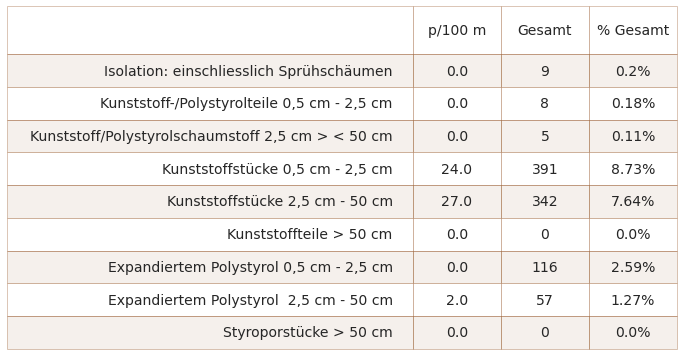 p/100 m Gesamt % Gesamt
Isolation: einschliesslich Sprühschäumen 0.0 9 0.2%
Kunststoff-/Polystyrolteile 0,5 cm - 2,5 cm 0.0 8 0.18%
Kunststoff/Polystyrolschaumstoff 2,5 cm > < 50 cm 0.0 5 0.11%
Kunststoffstücke 0,5 cm - 2,5 cm 24.0 391 8.73%
Kunststoffstücke 2,5 cm - 50 cm 27.0 342 7.64%
Kunststoffteile > 50 cm 0.0 0 0.0%
Expandiertem Polystyrol 0,5 cm - 2,5 cm 0.0 116 2.59%
Expandiertem Polystyrol  2,5 cm - 50 cm 2.0 57 1.27%
Styroporstücke > 50 cm 0.0 0 0.0%